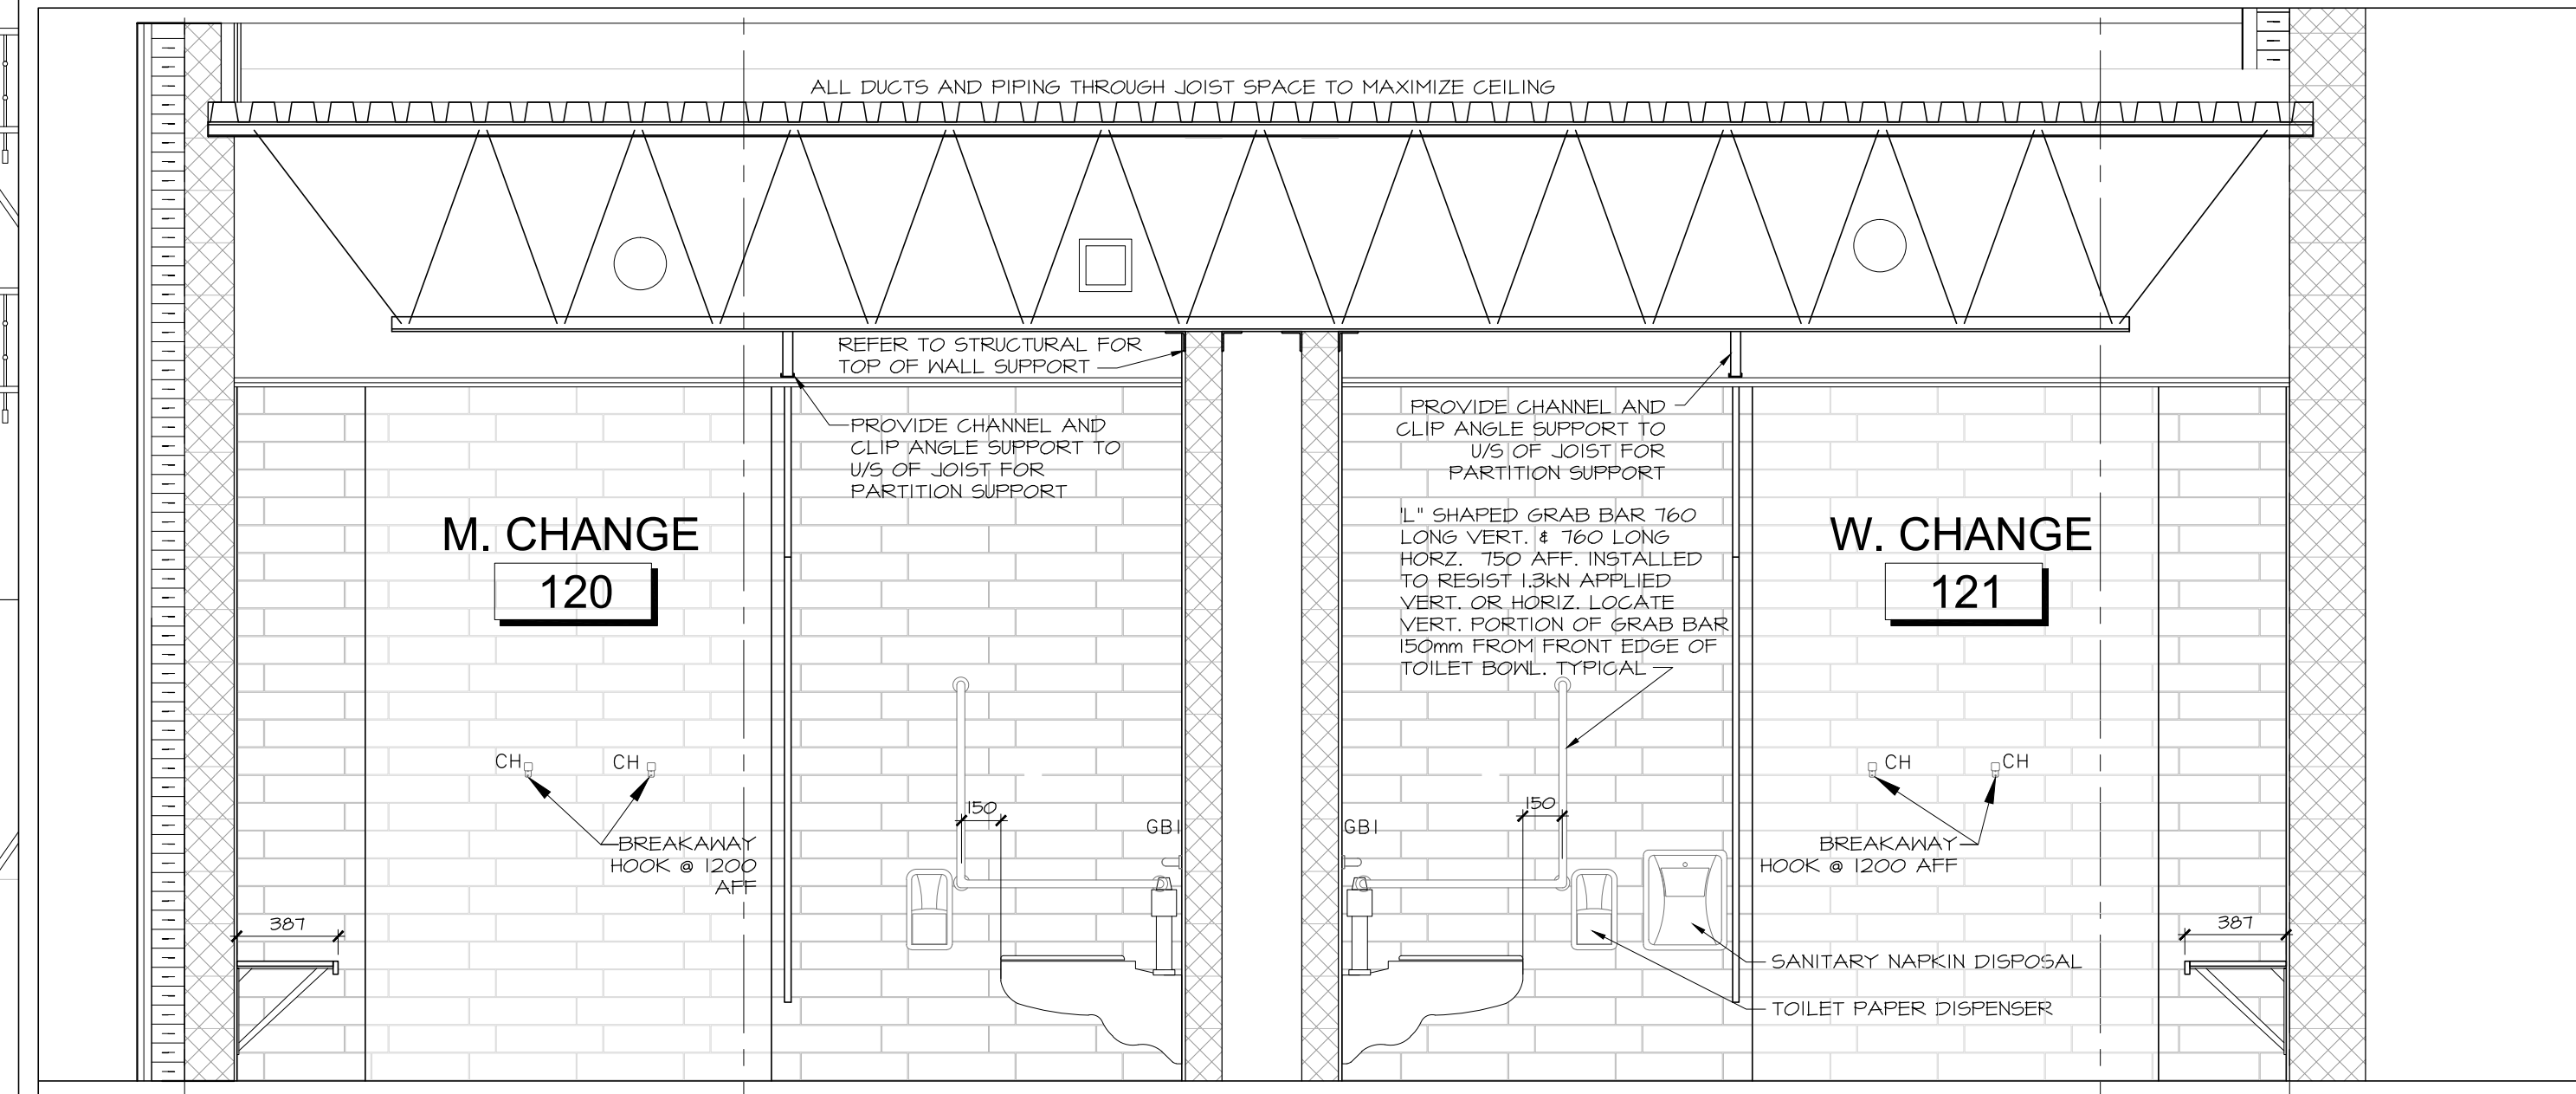 ALL DUCTS AND PIPING THROUGH JOIST SPACE TO MAXIMIZE CEILING
REFER TO STRUCTURAL FOR
TOP OF WALL SUPPORT
PROVIDE CHANNEL AND
CLIP ANGLE SUPPORT TO
U/S OF JOIST FOR
PARTITION SUPPORT
PROVIDE CHANNEL AND
CLIP ANGLE SUPPORT TO
U/S OF JOIST FOR
PARTITION SUPPORT
M. CHANGE
120
'L" SHAPED GRAB BAR 760
LONG VERT. & 760 LONG
HORZ. 750 AFF. INSTALLED
TO RESIST 1.3kN APPLIED
VERT. OR HORIZ. LOCATE
VERT. PORTION OF GRAB BAR
150mm FROM FRONT EDGE OF
TOILET BOWL. TYPICAL
W. CHANGE
121
CH
CH
BREAKAWAY
HOOK @ 1200
AFF
150
GB1
GB1
150
CH
CH
BREAKAWAY
HOOK @ 1200 AFF
387
387
SANITARY NAPKIN DISPOSAL
TOILET PAPER DISPENSER